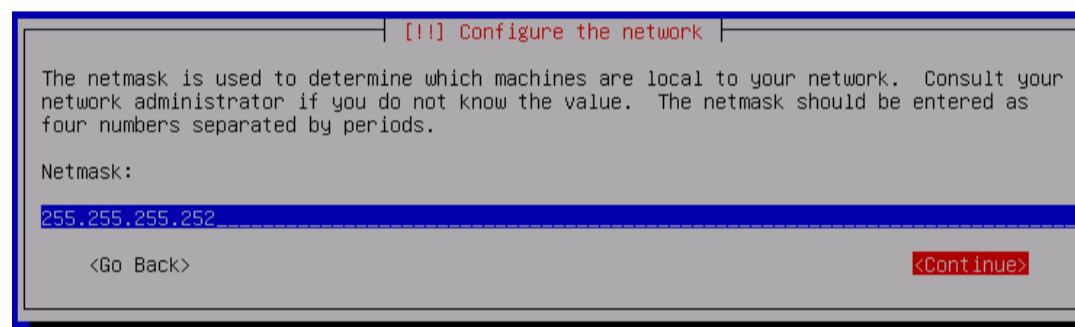 [!!] Configure the network
The netmask is used to determine which machines are local to your network.  Consult your
network administrator if you do not know the value.  The netmask should be entered as
four numbers separated by periods.
Netmask:
255.255.255.252
<Go Back> <Continue>